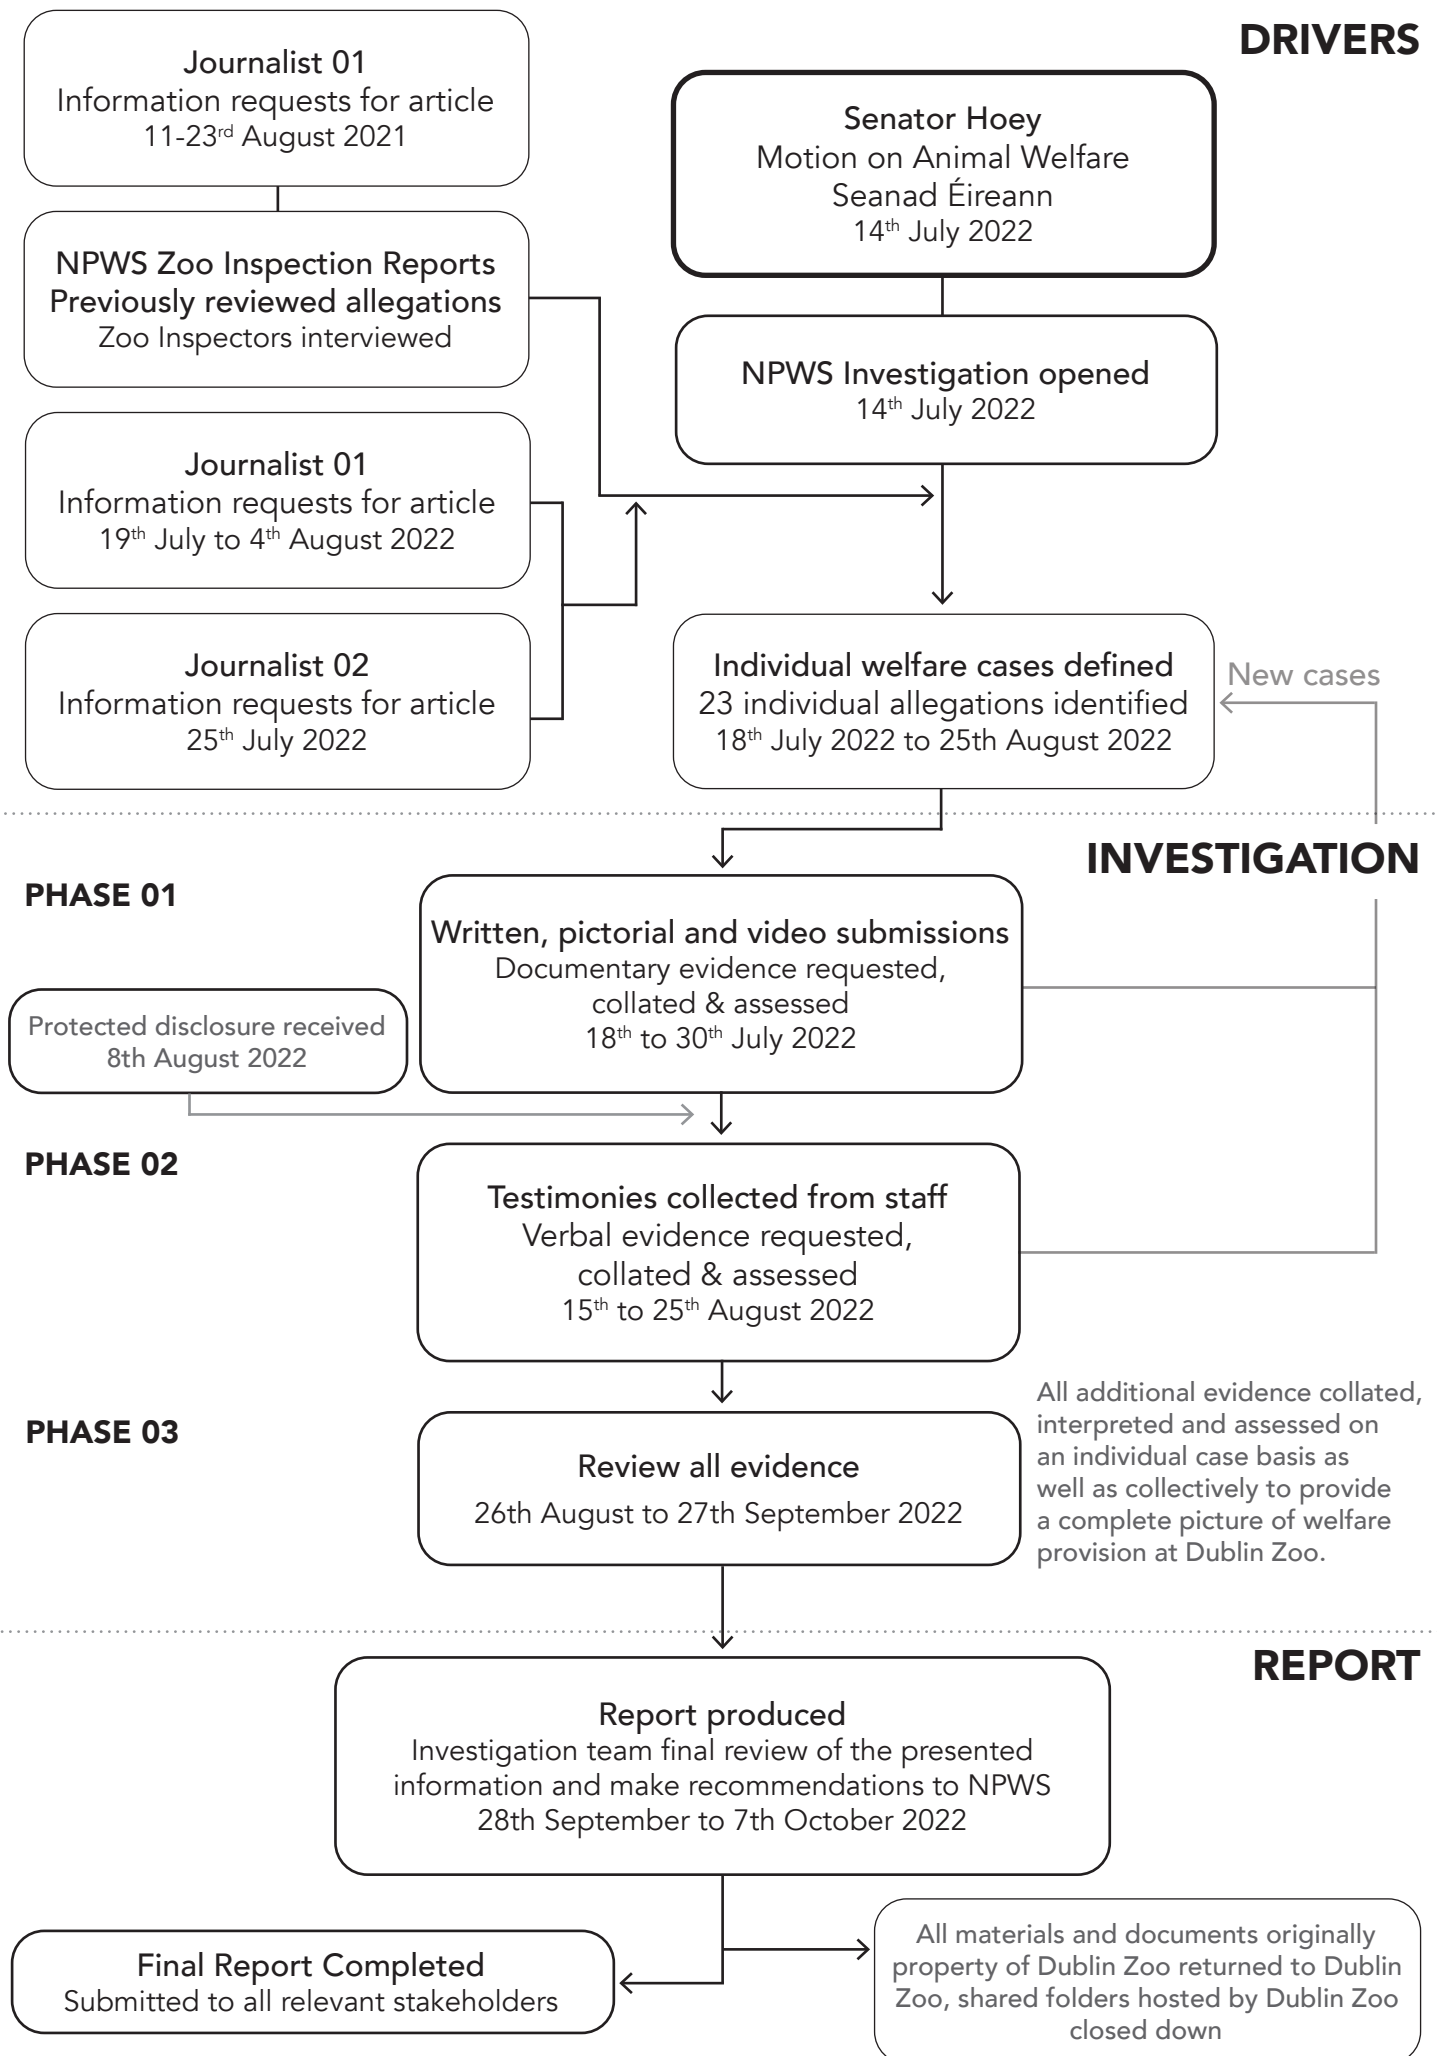 DRIVERS
Journalist 01
Information requests for article
11-23rd August 2021
Senator Hoey
Motion on Animal Welfare
Seanad Éireann
14th July 2022
NPWS Zoo Inspection Reports
Previously reviewed allegations
Zoo Inspectors interviewed
NPWS Investigation opened
14th July 2022
Journalist 01
Information requests for article
19th July to 4th August 2022
Journalist 02
Information requests for article
25th July 2022
Individual welfare cases defined
23 individual allegations identified
18th July 2022 to 25th August 2022
New cases
INVESTIGATION
PHASE 01
Written, pictorial and video submissions
Documentary evidence requested,
collated & assessed
18th to 30th July 2022
Protected disclosure received
8th August 2022
PHASE 02
Testimonies collected from staff
Verbal evidence requested,
collated & assessed
15th to 25th August 2022
PHASE 03
Review all evidence
26th August to 27th September 2022
All additional evidence collated,
interpreted and assessed on
an individual case basis as
well as collectively to provide
a complete picture of welfare
provision at Dublin Zoo.
REPORT
Report produced
Investigation team final review of the presented
information and make recommendations to NPWS
28th September to 7th October 2022
Final Report Completed
Submitted to all relevant stakeholders
All materials and documents originally
property of Dublin Zoo returned to Dublin
Zoo, shared folders hosted by Dublin Zoo
closed down